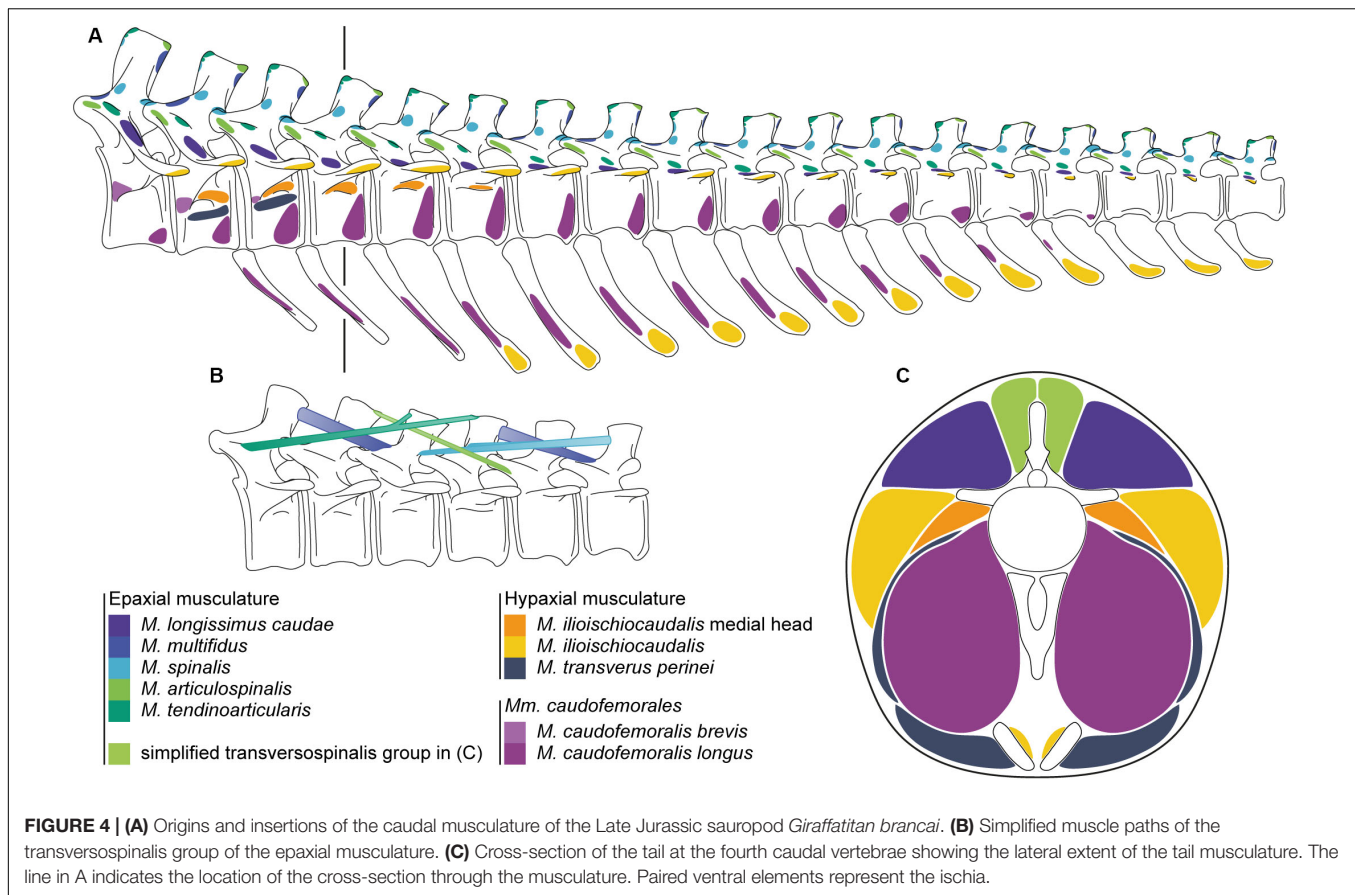 A
B
C
Epaxial musculature
M. longissimus caudae
M. multifidus
M. spinalis
M. articulospinalis
M. tendinoarticularis
simplified transversospinalis group in (C)
Hypaxial musculature
M. ilioischiocaudalis medial head
M. ilioischiocaudalis
M. transverus perinei
Mm. caudofemorales
M. caudofemoralis brevis
M. caudofemoralis longus
FIGURE 4 | (A) Origins and insertions of the caudal musculature of the Late Jurassic sauropod Giraffatitan brancai. (B) Simplified muscle paths of the
transversospinalis group of the epaxial musculature. (C) Cross-section of the tail at the fourth caudal vertebrae showing the lateral extent of the tail musculature. The
line in A indicates the location of the cross-section through the musculature. Paired ventral elements represent the ischia.